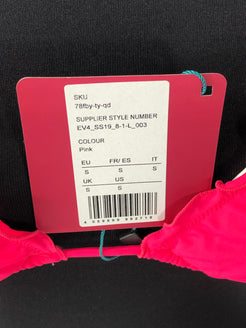 SKU
78fby-ty-qd
SUPPLIER STYLE NUMBER
EV4_SS19_8-1-L_003
COLOUR
Pink
EU FR/ ES IT
S S S
UK US
S S